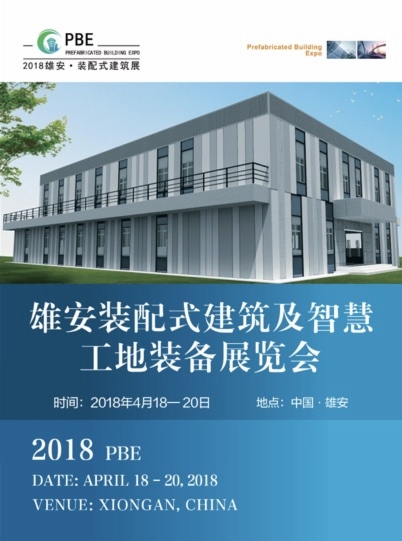 PBE
PREFABRICATED BUILDING EXPO
2018雄安·装配式建筑展
Prefabricated Building
Expo
雄安装配式建筑及智慧
工地装备展览会
时间：2018年4月18— 20日
地点：中国·雄安
2018 PBE
DATE: APRIL 18 – 20, 2018
VENUE: XIONGAN, CHINA